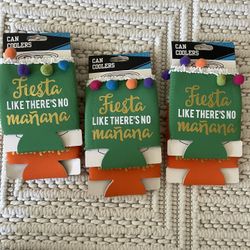 CAN
COOLERS
Fiesta
LIKE THERE'S NO
mañana
CAN
COOLERS
Fiesta
LIKE THERE'S NO
mañana
CAN
COOLERS
Fiesta
LIKE THERE'S NO
mañana